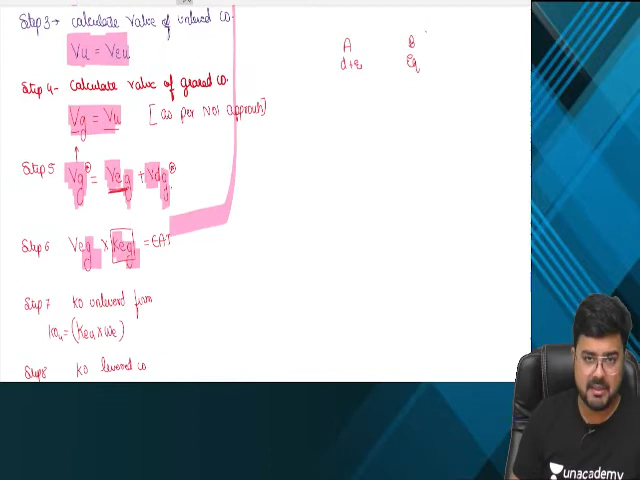 Step 3 → calculate value of unlevered co.
Vu = Veu
Step 4 → calculate value of geared co.
Vg = Vu [as per NOI approach]
Step 5 Vg = Veg + Vdg
Step 6 Veg x Keg = EAT
Step 7 Ko unlevered firm
Kou = (Keu x We)
Step 8 Ko levered co
A B
d+e Eq
unacademy